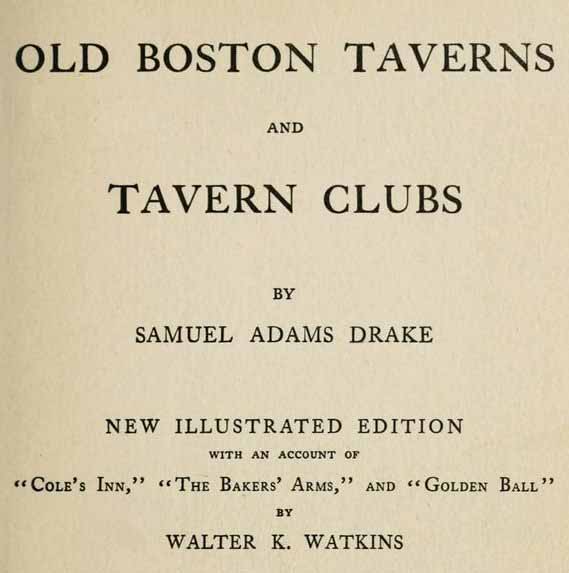 OLD BOSTON TAVERNS
AND
TAVERN CLUBS
BY
SAMUEL ADAMS DRAKE
NEW ILLUSTRATED EDITION
WITH AN ACCOUNT OF
“COLE'S INN,” “THE BAKERS' ARMS,” AND “GOLDEN BALL”
BY
WALTER K. WATKINS